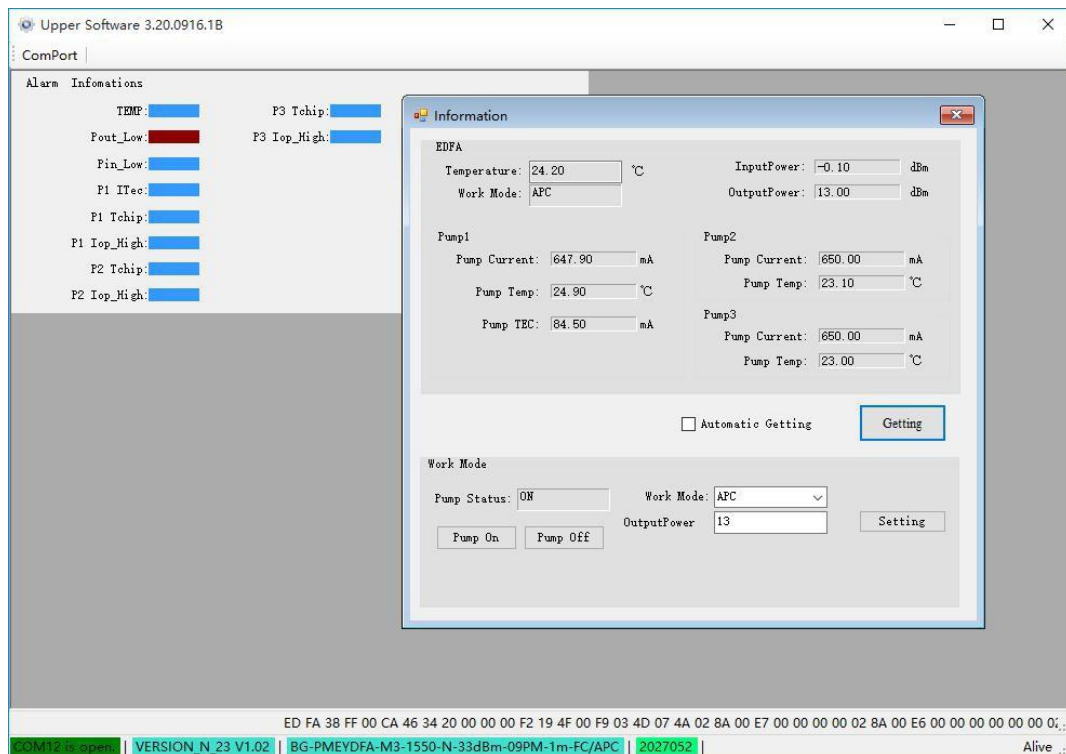 Upper Software 3.20.0916.1B
ComPort
Alarm Infomations
TEMP:
Pout_Low:
Pin_Low:
P1 ITec:
P1 Tchip:
P1 Iop_High:
P2 Tchip:
P2 Iop_High:
P3 Tchip:
P3 Iop_High:
Information
EDFA
Temperature: 24.20 ℃
Work Mode: APC
InputPower: -0.10 dBm
OutputPower: 13.00 dBm
Pump1
Pump Current: 647.90 mA
Pump Temp: 24.90 ℃
Pump TEC: 84.50 mA
Pump2
Pump Current: 650.00 mA
Pump Temp: 23.10 ℃
Pump3
Pump Current: 650.00 mA
Pump Temp: 23.00 ℃
Automatic Getting
Getting
Work Mode
Pump Status: ON
Pump On
Pump Off
Work Mode: APC
OutputPower 13
Setting
ED FA 38 FF 00 CA 46 34 20 00 00 00 F2 19 4F 00 F9 03 4D 07 4A 02 8A 00 E7 00 00 00 00 02 8A 00 E6 00 00 00 00 00 00
COM12 is open. | VERSION_N_23 V1.02 | BG-PMEYDFA-M3-1550-N-33dBm-09PM-1m-FC/APC | 2027052 | Alive